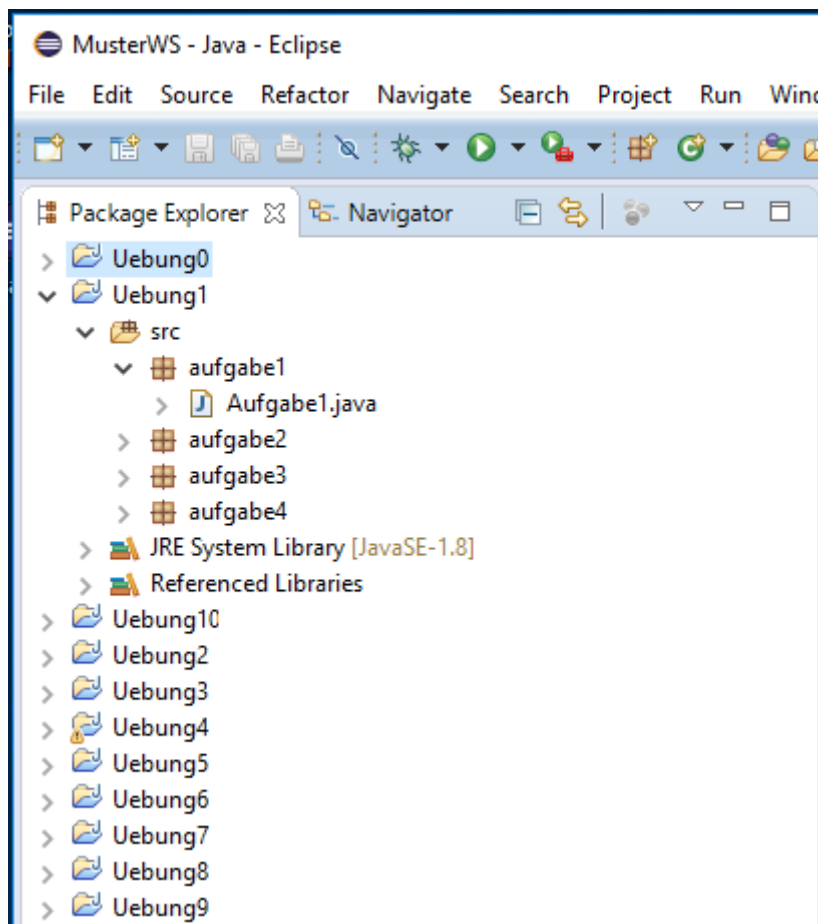 MusterWS - Java - Eclipse
File Edit Source Refactor Navigate Search Project Run
Package Explorer Navigator
Uebung0
Uebung1
src
aufgabe1
Aufgabe1.java
aufgabe2
aufgabe3
aufgabe4
JRE System Library [JavaSE-1.8]
Referenced Libraries
Uebung10
Uebung2
Uebung3
Uebung4
Uebung5
Uebung6
Uebung7
Uebung8
Uebung9